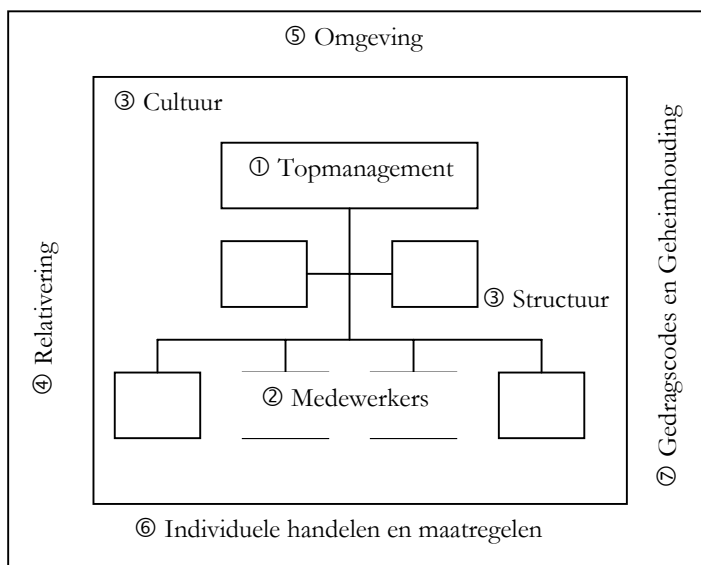 ⑤ Omgeving
③ Cultuur
① Topmanagement
③ Structuur
② Medewerkers
④ Relativering
⑦ Gedragscodes en Geheimhouding
⑥ Individuele handelen en maatregelen